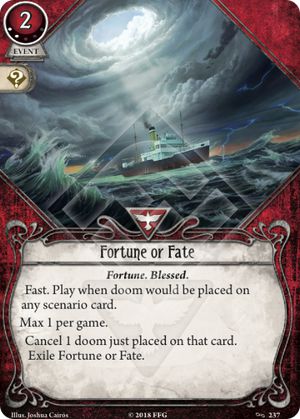 2
EVENT
?
Fortune or Fate
Fortune. Blessed.
Fast. Play when doom would be placed on
any scenario card.
Max 1 per game.
Cancel 1 doom just placed on that card.
Exile Fortune or Fate.
Illus. Joshua Cairós
© 2018 FFG
237